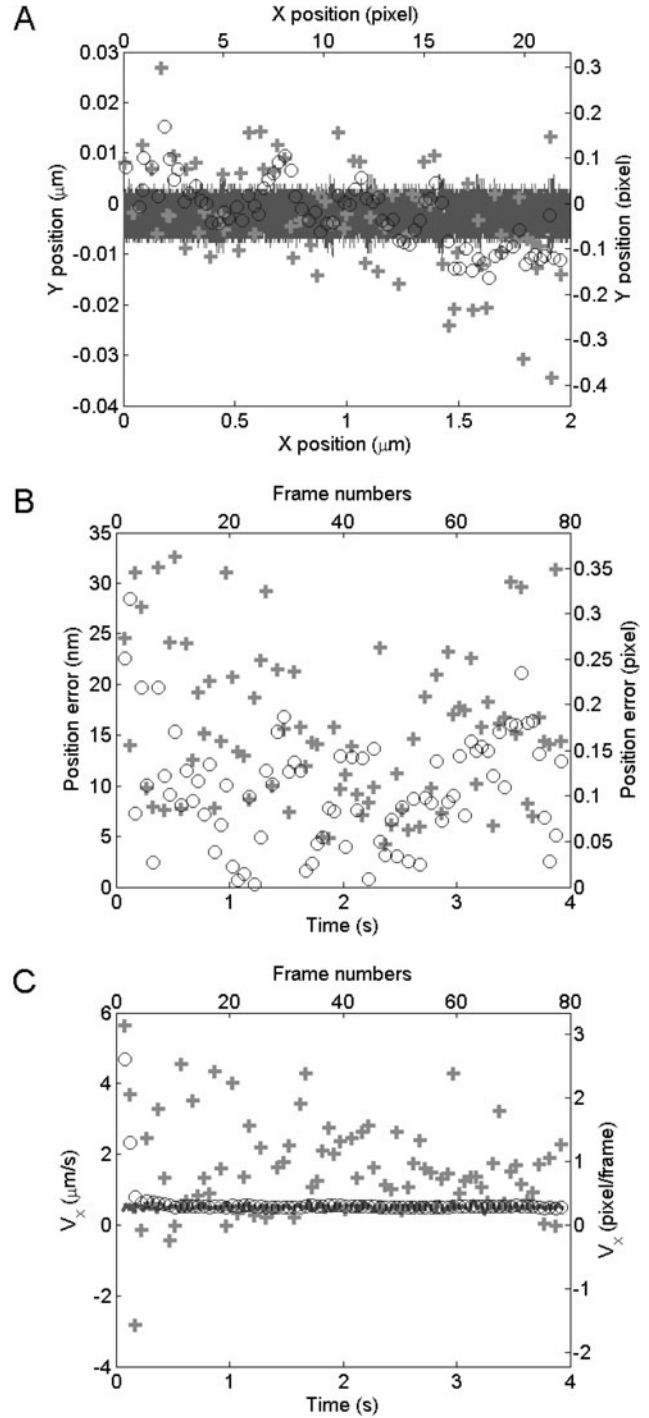 A
X position (pixel)
0 5 10 15 20
0.03
0.02
0.01
0
-0.01
-0.02
-0.03
-0.04
Y position (μm)
0.3
0.2
0.1
0
-0.1
-0.2
-0.3
-0.4
Y position (pixel)
0.5 1 1.5 2
X position (μm)
B
Frame numbers
0 20 40 60 80
35
30
25
20
15
10
5
0
Position error (nm)
0.35
0.30
0.25
0.20
0.15
0.1
0.05
0
Position error (pixel)
0 1 2 3 4
Time (s)
C
Frame numbers
0 20 40 60 80
6
4
2
0
-2
-4
Vx (μm/s)
3
2
1
0
-1
-2
Vx (pixel/frame)
0 1 2 3 4
Time (s)